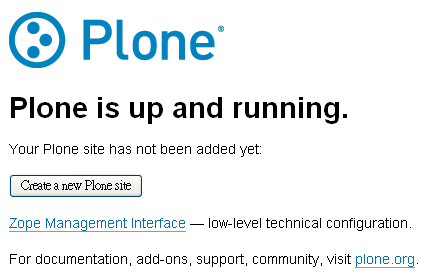 Plone®
Plone is up and running.
Your Plone site has not been added yet:
Create a new Plone site
Zope Management Interface — low-level technical configuration.
For documentation, add-ons, support, community, visit plone.org.